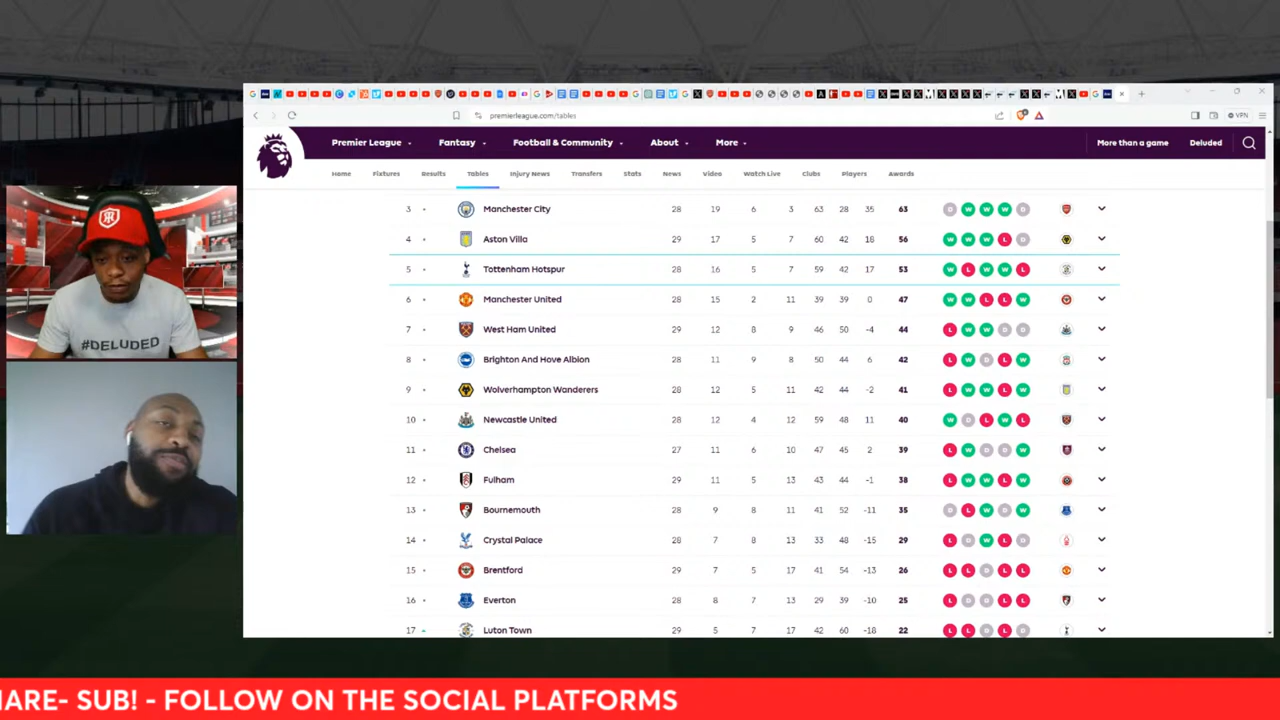 premierleague.com/tables
VPN
Premier League Fantasy Football & Community About More More than a game Deluded
Home Fixtures Results Tables Injury News Transfers Stats News Video Watch Live Clubs Players Awards
3 Manchester City 28 19 6 3 63 28 35 63 D W W W D
4 Aston Villa 29 17 5 7 60 42 18 56 W W W L D
5 Tottenham Hotspur 28 16 5 7 59 42 17 53 W L W W L
6 Manchester United 28 15 2 11 39 39 0 47 W W L L W
7 West Ham United 29 12 8 9 46 50 -4 44 L W W D D
8 Brighton And Hove Albion 28 11 9 8 50 44 6 42 L W D L W
9 Wolverhampton Wanderers 28 12 5 11 42 44 -2 41 L W W L W
10 Newcastle United 28 12 4 12 59 48 11 40 W D L W L
11 Chelsea 27 11 6 10 47 45 2 39 L W D D W
12 Fulham 29 11 5 13 43 44 -1 38 L W W L W
13 Bournemouth 28 9 8 11 41 52 -11 35 D L W D W
14 Crystal Palace 28 7 8 13 33 48 -15 29 L D W L D
15 Brentford 29 7 5 17 41 54 -13 26 L L D L L
16 Everton 28 8 7 13 29 39 -10 25 L D D L L
17 Luton Town 29 5 7 17 42 60 -18 22 L L D L D
#DELUDED
HARE- SUB! - FOLLOW ON THE SOCIAL PLATFORMS